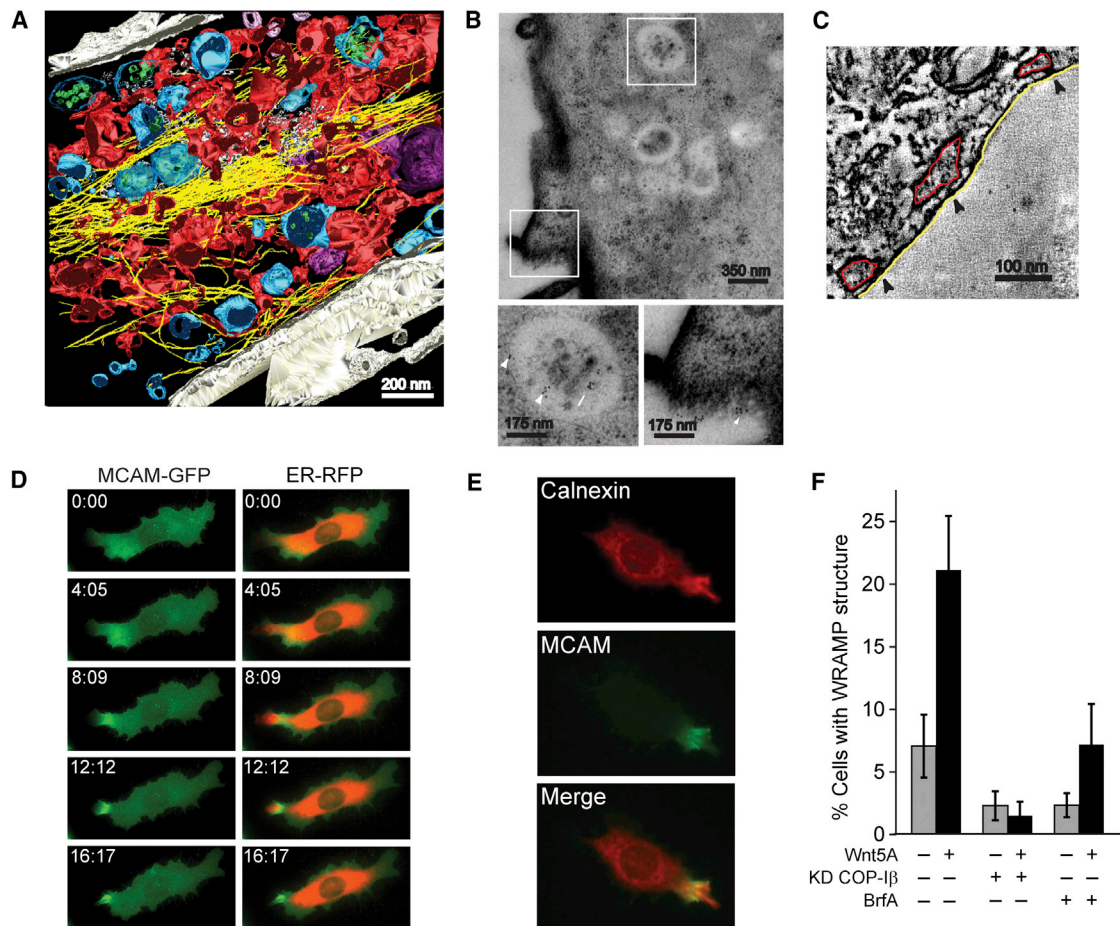 A
200 nm
B
350 nm
175 nm
175 nm
C
100 nm
D
MCAM-GFP
ER-RFP
0:00
0:00
4:05
4:05
8:09
8:09
12:12
12:12
16:17
16:17
E
Calnexin
MCAM
Merge
F
% Cells with WRAMP structure
25
20
15
10
5
0
Wnt5A − + − + − +
KD COP-Iβ − − + + − −
BrfA − − − − + +